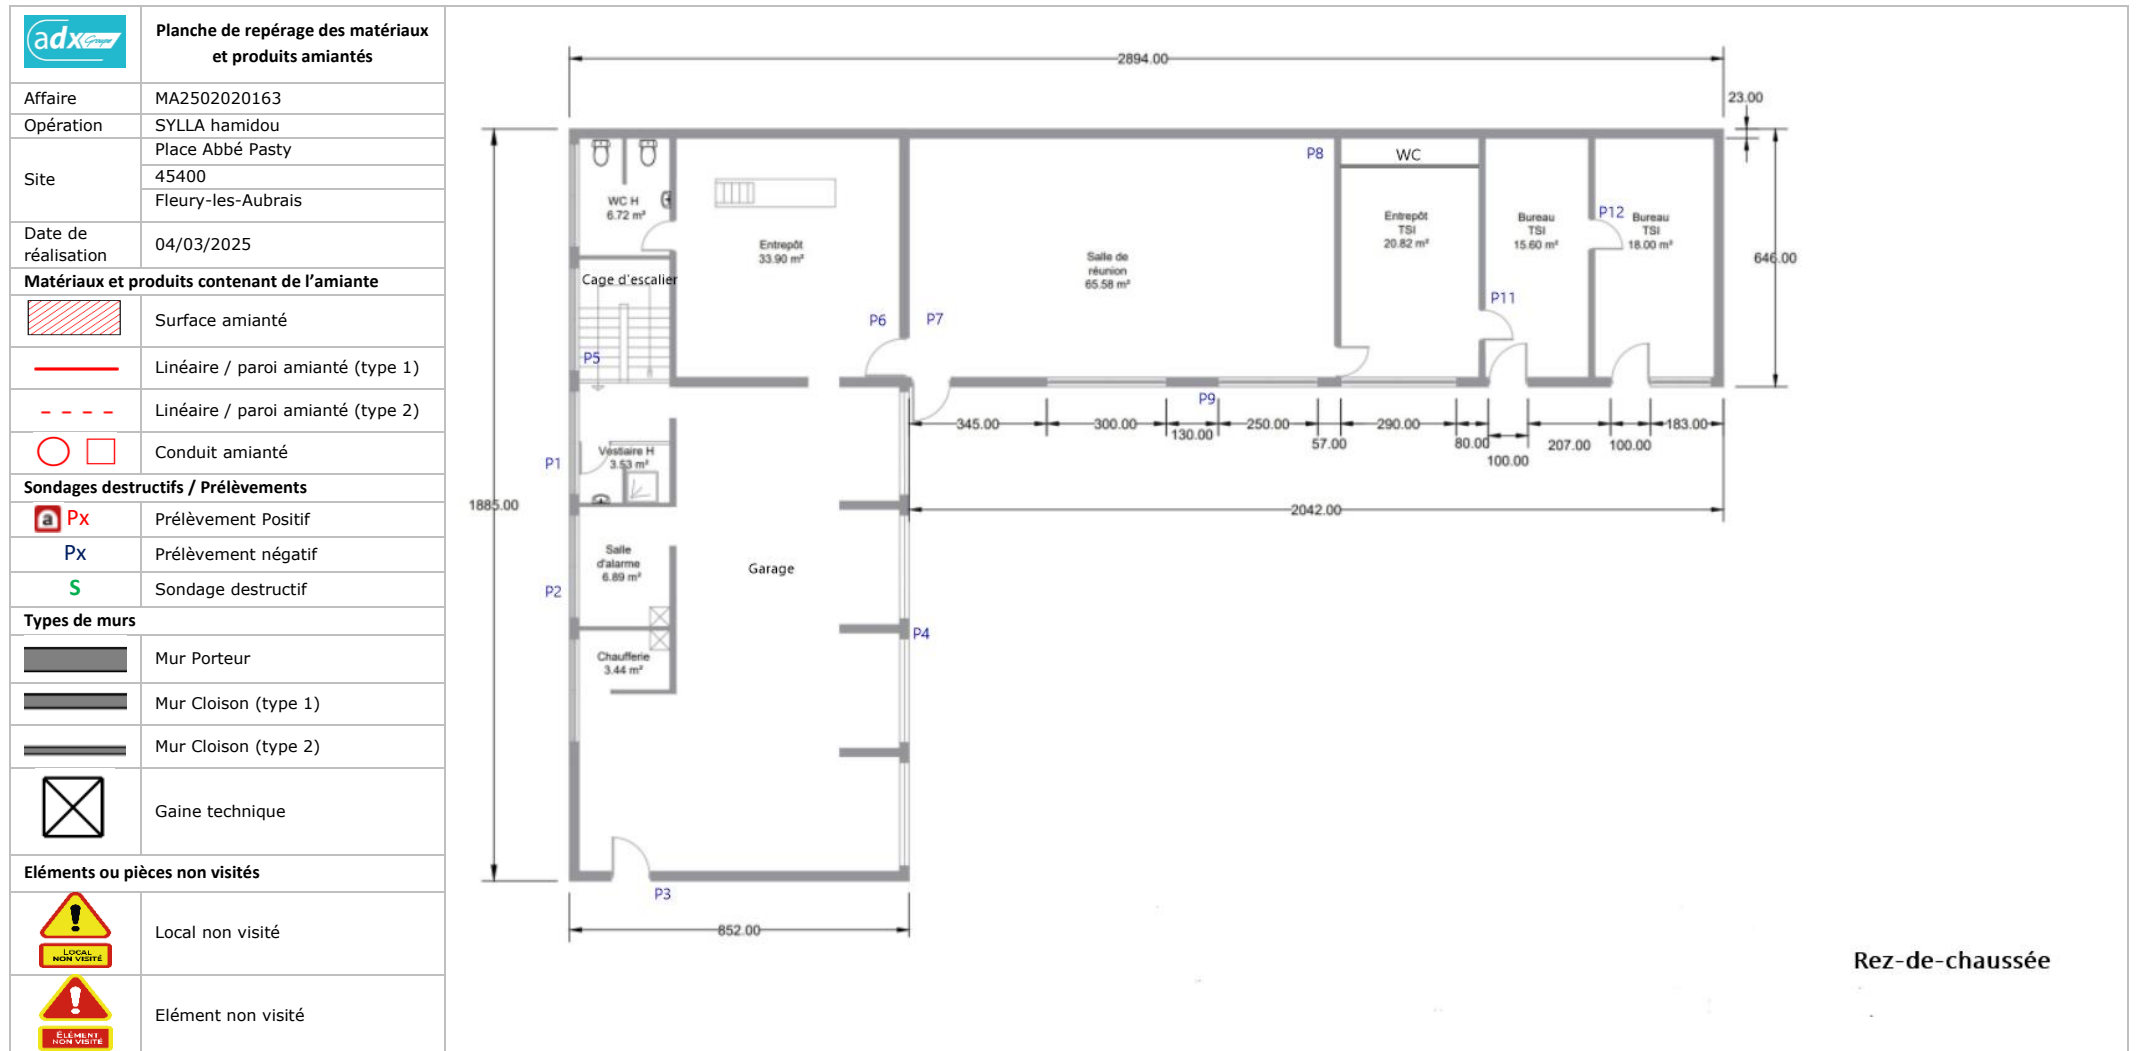 adx Groupe
Planche de repérage des matériaux
et produits amiantés
Affaire
MA2502020163
Opération
SYLLA hamidou
Site
Place Abbé Pasty
45400
Fleury-les-Aubrais
Date de
réalisation
04/03/2025
Matériaux et produits contenant de l’amiante
Surface amianté
Linéaire / paroi amianté (type 1)
Linéaire / paroi amianté (type 2)
Conduit amianté
Sondages destructifs / Prélèvements
a Px
Prélèvement Positif
Px
Prélèvement négatif
S
Sondage destructif
Types de murs
Mur Porteur
Mur Cloison (type 1)
Mur Cloison (type 2)
Gaine technique
Eléments ou pièces non visités
LOCAL
NON VISITÉ
Local non visité
ELÉMENT
NON VISITÉ
Elément non visité
2894.00
23.00
P8
WC
WC H
6.72 m²
Entrepôt
33.90 m²
Salle de
réunion
65.58 m²
Entrepôt
TSI
20.82 m²
Bureau
TSI
15.60 m²
P12
Bureau
TSI
18.00 m²
646.00
Cage d'escalier
P11
P6
P7
P5
P9
345.00
300.00
130.00
250.00
57.00
290.00
80.00
100.00
207.00
100.00
183.00
Vestiaire H
3.53 m²
P1
1885.00
2042.00
Salle
d'alarme
6.89 m²
Garage
P2
P4
Chaufferie
3.44 m²
P3
852.00
Rez-de-chaussée